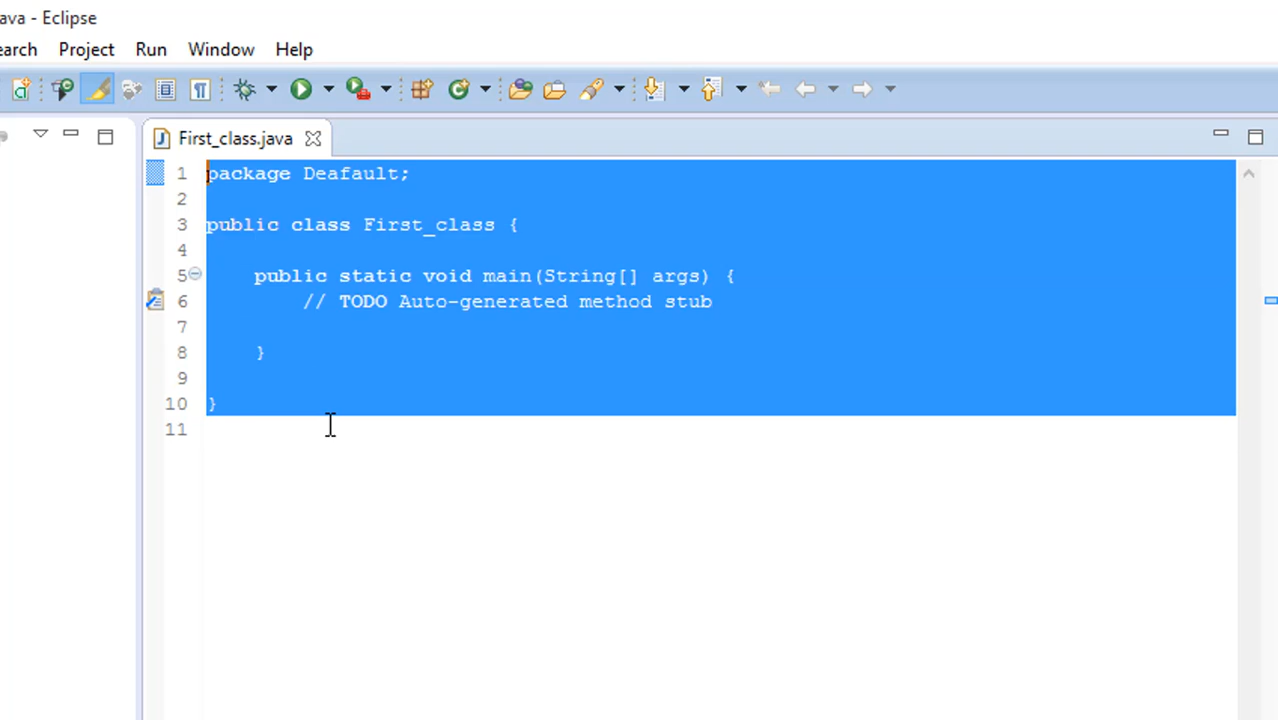 ava - Eclipse
earch Project Run Window Help
First_class.java
1 package Deafault;
2
3 public class First_class {
4
5 public static void main(String[] args) {
6 // TODO Auto-generated method stub
7
8 }
9
10 }
11